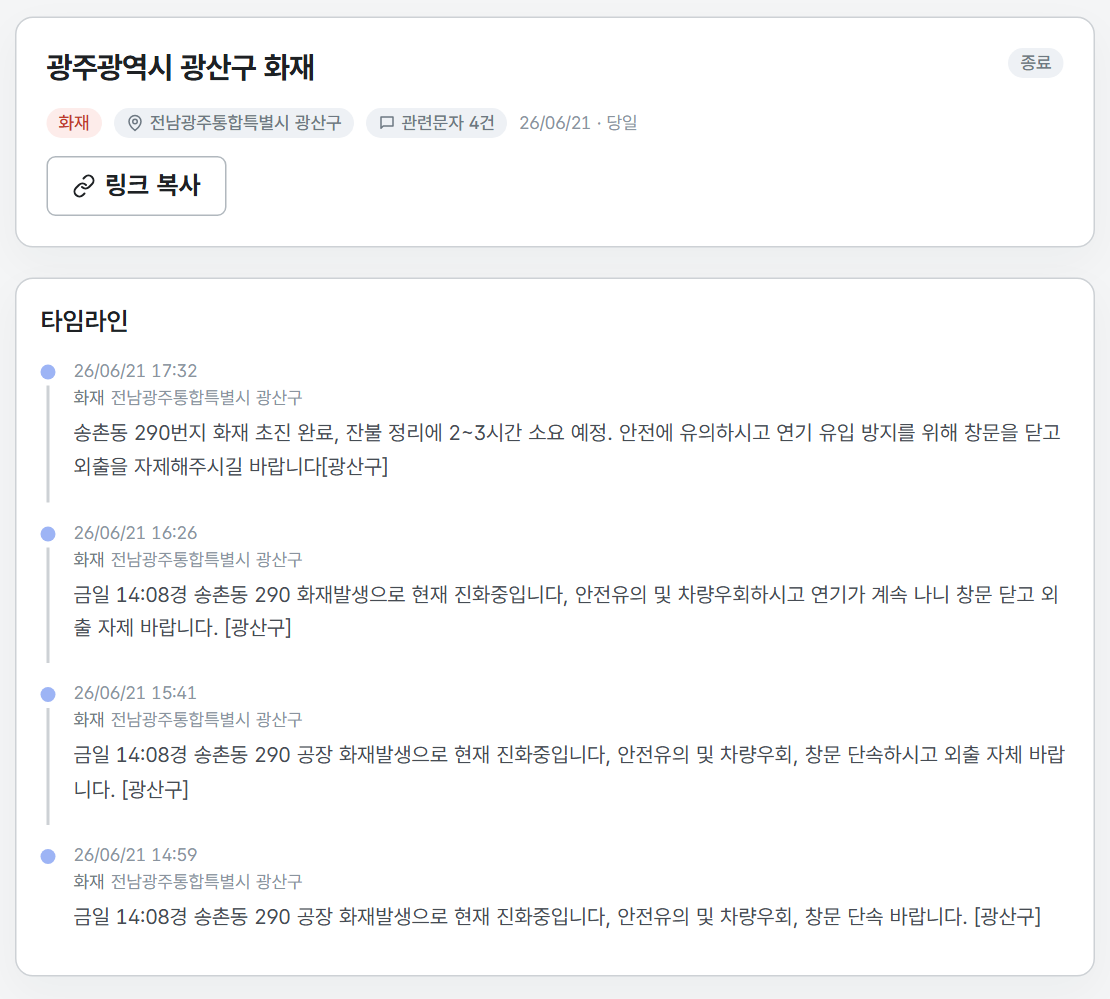 광주광역시 광산구 화재
종료
화재 전남광주통합특별시 광산구 관련문자 4건 26/06/21 · 당일
링크 복사
타임라인
26/06/21 17:32
화재 전남광주통합특별시 광산구
송촌동 290번지 화재 초진 완료, 잔불 정리에 2~3시간 소요 예정. 안전에 유의하시고 연기 유입 방지를 위해 창문을 닫고
외출을 자제해주시길 바랍니다[광산구]
26/06/21 16:26
화재 전남광주통합특별시 광산구
금일 14:08경 송촌동 290 화재발생으로 현재 진화중입니다, 안전유의 및 차량우회하시고 연기가 계속 나니 창문 닫고 외
출 자제 바랍니다. [광산구]
26/06/21 15:41
화재 전남광주통합특별시 광산구
금일 14:08경 송촌동 290 공장 화재발생으로 현재 진화중입니다, 안전유의 및 차량우회, 창문 단속하시고 외출 자체 바랍
니다. [광산구]
26/06/21 14:59
화재 전남광주통합특별시 광산구
금일 14:08경 송촌동 290 공장 화재발생으로 현재 진화중입니다, 안전유의 및 차량우회, 창문 단속 바랍니다. [광산구]